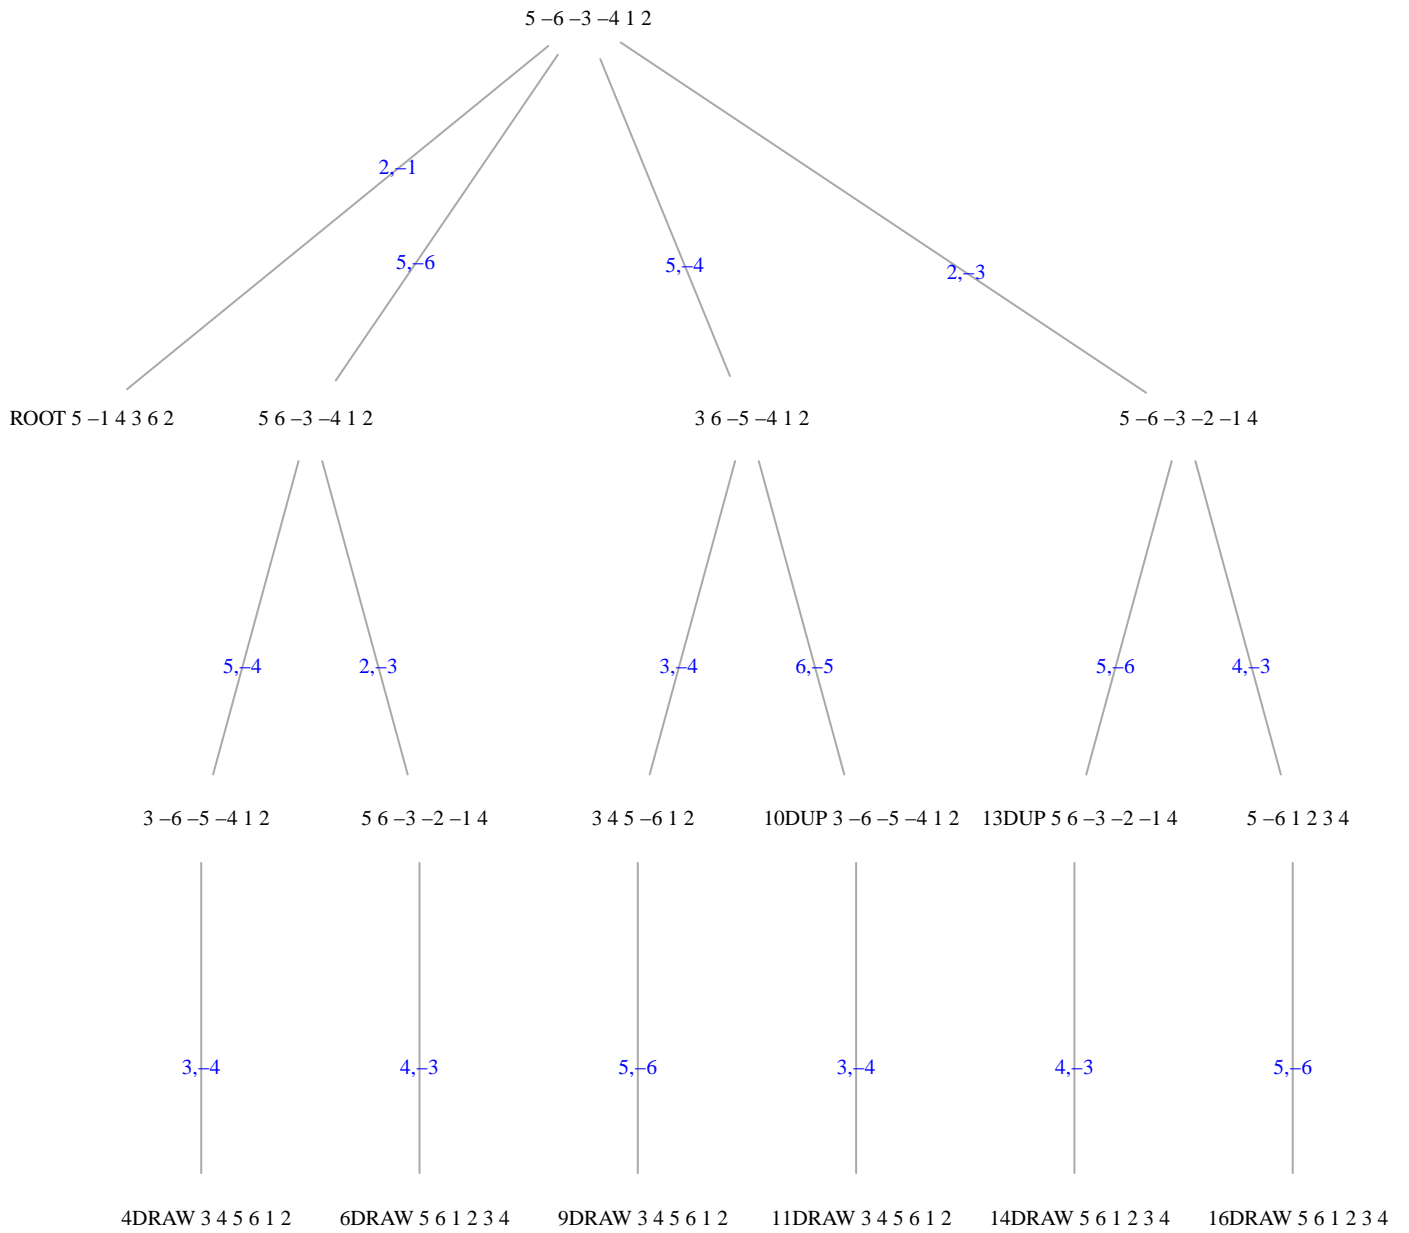 5 –6 –3 –4 1 2
2,–1
5,–6
5,–4
2,–3
ROOT 5 –1 4 3 6 2
5 6 –3 –4 1 2
3 6 –5 –4 1 2
5 –6 –3 –2 –1 4
5,–4
2,–3
3,–4
6,–5
5,–6
4,–3
3 –6 –5 –4 1 2
5 6 –3 –2 –1 4
3 4 5 –6 1 2
10DUP 3 –6 –5 –4 1 2
13DUP 5 6 –3 –2 –1 4
5 –6 1 2 3 4
3,–4
4,–3
5,–6
3,–4
4,–3
5,–6
4DRAW 3 4 5 6 1 2
6DRAW 5 6 1 2 3 4
9DRAW 3 4 5 6 1 2
11DRAW 3 4 5 6 1 2
14DRAW 5 6 1 2 3 4
16DRAW 5 6 1 2 3 4